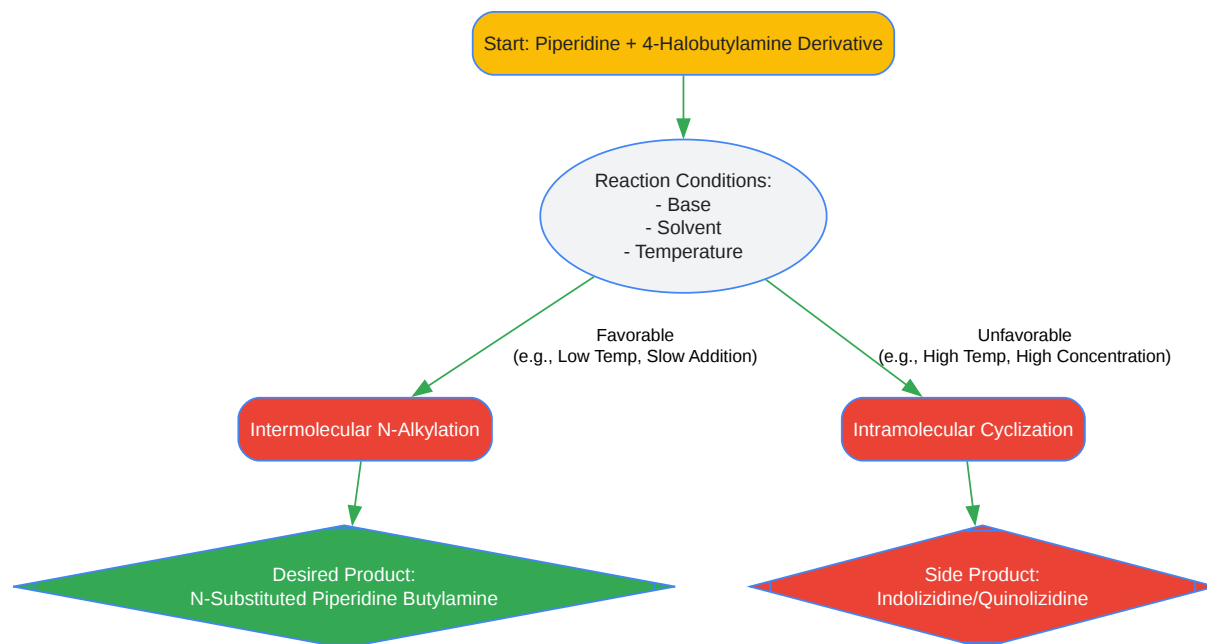 Start: Piperidine + 4-Halobutylamine Derivative
Reaction Conditions:
- Base
- Solvent
- Temperature
Favorable
(e.g., Low Temp, Slow Addition)
Unfavorable
(e.g., High Temp, High Concentration)
Intermolecular N-Alkylation
Intramolecular Cyclization
Desired Product:
N-Substituted Piperidine Butylamine
Side Product:
Indolizidine/Quinolizidine